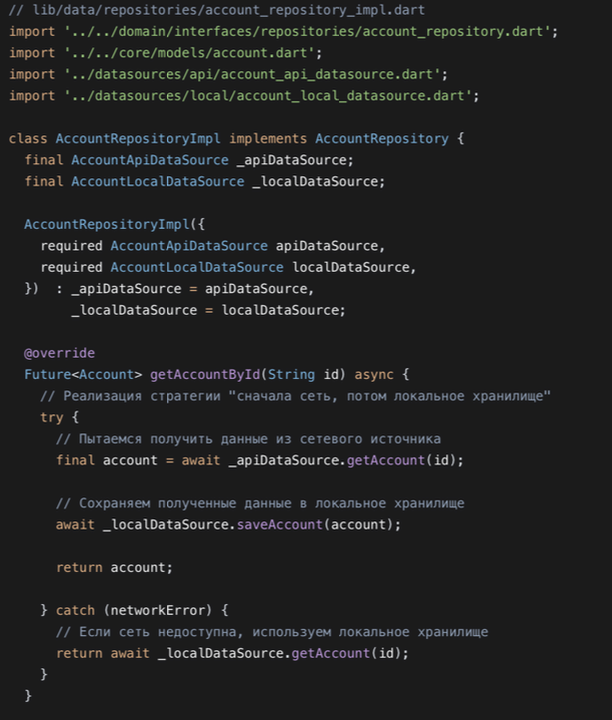 // lib/data/repositories/account_repository_impl.dart
import '../../domain/interfaces/repositories/account_repository.dart';
import '../../core/models/account.dart';
import '../datasources/api/account_api_datasource.dart';
import '../datasources/local/account_local_datasource.dart';

class AccountRepositoryImpl implements AccountRepository {
  final AccountApiDataSource _apiDataSource;
  final AccountLocalDataSource _localDataSource;

  AccountRepositoryImpl({
    required AccountApiDataSource apiDataSource,
    required AccountLocalDataSource localDataSource,
  })  : _apiDataSource = apiDataSource,
        _localDataSource = localDataSource;

  @override
  Future<Account> getAccountById(String id) async {
    // Реализация стратегии "сначала сеть, потом локальное хранилище"
    try {
      // Пытаемся получить данные из сетевого источника
      final account = await _apiDataSource.getAccount(id);

      // Сохраняем полученные данные в локальное хранилище
      await _localDataSource.saveAccount(account);

      return account;

    } catch (networkError) {
      // Если сеть недоступна, используем локальное хранилище
      return await _localDataSource.getAccount(id);
    }
  }